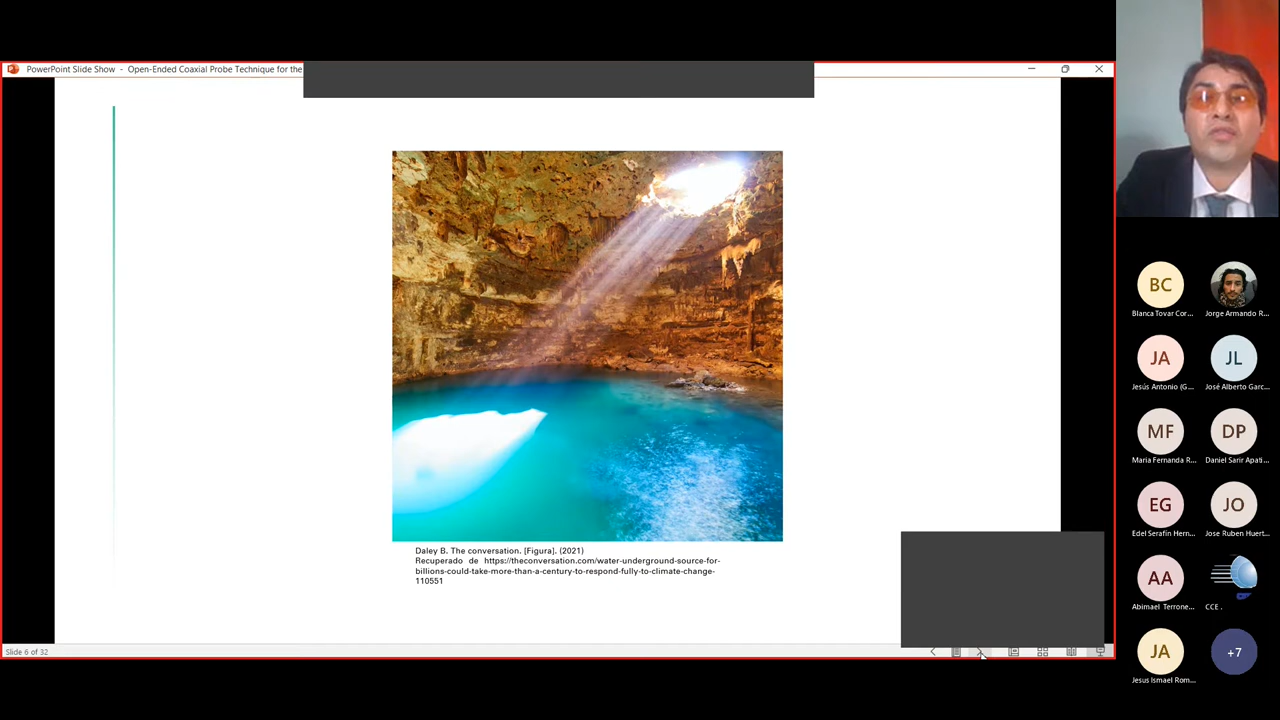 PowerPoint Slide Show - Open-Ended Coaxial Probe Technique for the
Daley B. The conversation. [Figura]. (2021)
Recuperado de https://theconversation.com/water-underground-source-for-
billions-could-take-more-than-a-century-to-respond-fully-to-climate-change-
110551
Slide 6 of 32
BC
Blanca Tovar Cor...
Jorge Armando R...
JA
JL
Jesús Antonio (G...
José Alberto Garc...
MF
DP
María Fernanda R...
Daniel Sarir Apati...
EG
JO
Edel Serafín Hern...
Jose Ruben Huert...
AA
Abimael Terrone...
CCE .
JA
+7
Jesus Ismael Rom...